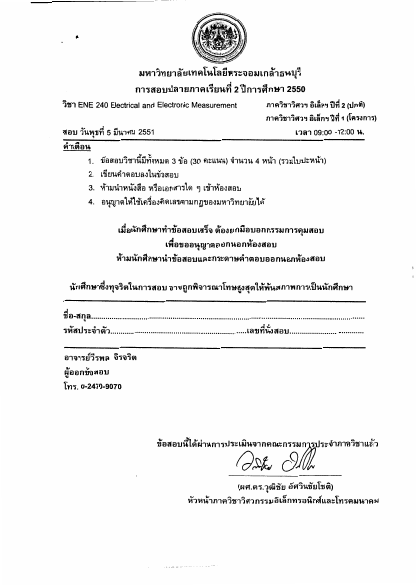 มหาวิทยาลัยเทคโนโลยีพระจอมเกล้าธนบุรี
การสอบปลายภาคเรียนที่ 2 ปีการศึกษา 2550
วิชา ENE 240 Electrical and Electronic Measurement ภาควิชาวิศวฯ อิเล็กฯ ปีที่ 2 (ปกติ)
ภาควิชาวิศวฯ อิเล็กฯ ปีที่ 1 (โครงการ)
สอบ วันพุธที่ 5 มีนาคม 2551 เวลา 09:00 -12:00 น.
คำเตือน
1. ข้อสอบวิชานี้มีทั้งหมด 3 ข้อ (30 คะแนน) จำนวน 4 หน้า (รวมใบปะหน้า)
2. เขียนคำตอบลงในข้อสอบ
3. ห้ามนำหนังสือ หรือเอกสารใด ๆ เข้าห้องสอบ
4. อนุญาตให้ใช้เครื่องคิดเลขตามกฎของมหาวิทยาลัยได้
เมื่อนักศึกษาทำข้อสอบเสร็จ ต้องยกมือบอกกรรมการคุมสอบ
เพื่อขออนุญาตออกนอกห้องสอบ
ห้ามนักศึกษานำข้อสอบและกระดาษคำตอบออกนอกห้องสอบ
นักศึกษาซึ่งทุจริตในการสอบ อาจถูกพิจารณาโทษสูงสุดให้พ้นสภาพการเป็นนักศึกษา
ชื่อ-สกุล............................................................
รหัสประจำตัว........................................เลขที่นั่งสอบ....................
อาจารย์วีรพล จิรจริต
ผู้ออกข้อสอบ
โทร. 0-2470-9070
ข้อสอบนี้ได้ผ่านการประเมินจากคณะกรรมการประจำภาควิชาแล้ว
(ผศ.ดร.วุฒิชัย อัศวินชัยโชติ)
หัวหน้าภาควิชาวิศวกรรมอิเล็กทรอนิกส์และโทรคมนาคม